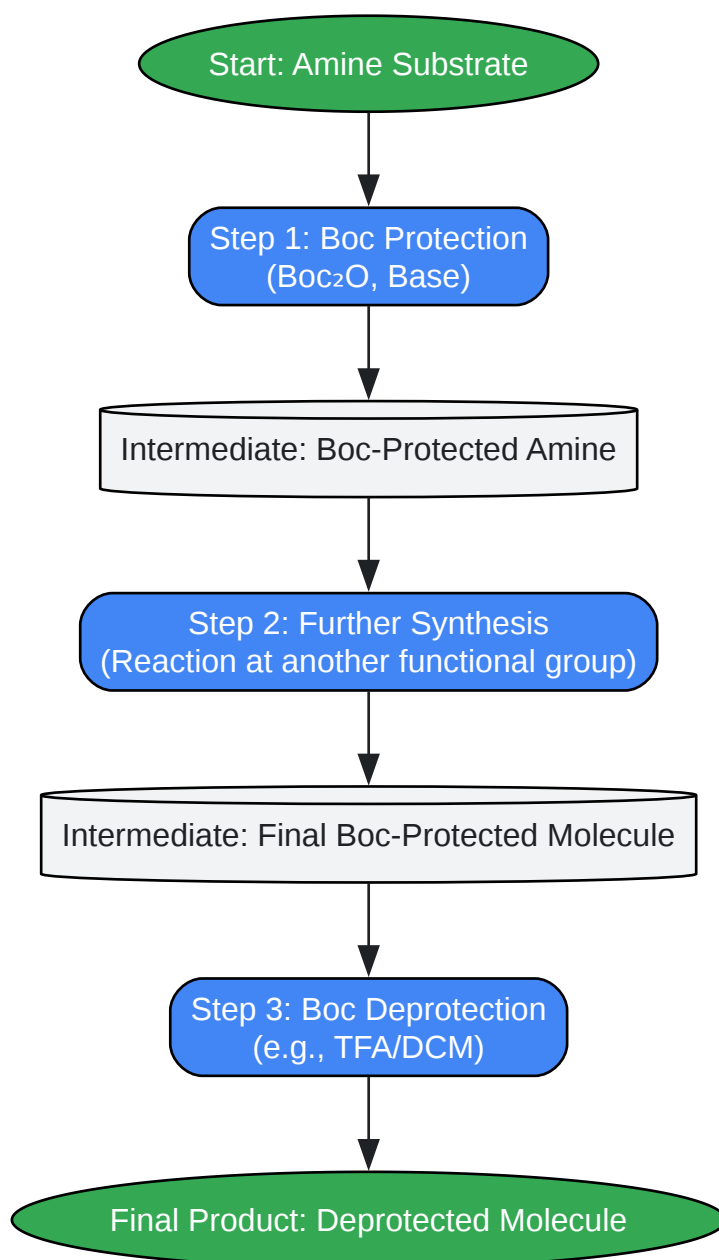 Start: Amine Substrate
Step 1: Boc Protection
(Boc₂O, Base)
Intermediate: Boc-Protected Amine
Step 2: Further Synthesis
(Reaction at another functional group)
Intermediate: Final Boc-Protected Molecule
Step 3: Boc Deprotection
(e.g., TFA/DCM)
Final Product: Deprotected Molecule